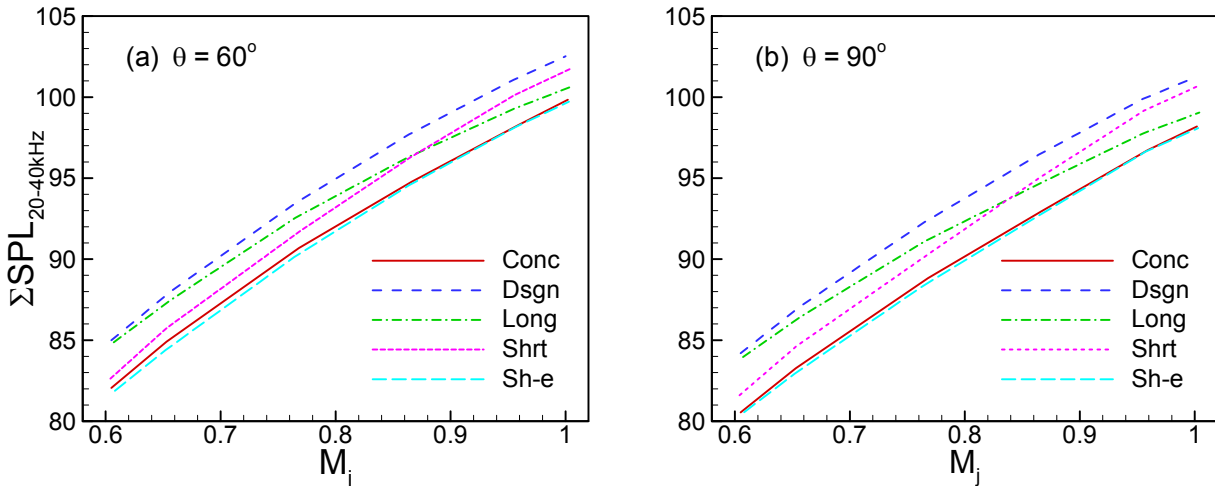 (a) θ = 60°
ΣSPL20-40kHz
105
100
95
90
85
80
0.6 0.7 0.8 0.9 1
Mj
Conc
Dsgn
Long
Shrt
Sh-e
(b) θ = 90°
105
100
95
90
85
80
0.6 0.7 0.8 0.9 1
Mj
Conc
Dsgn
Long
Shrt
Sh-e